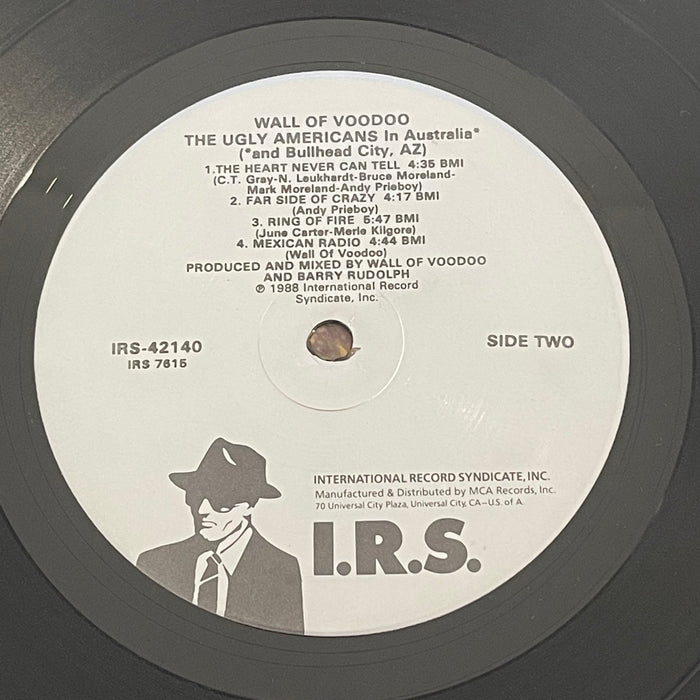 WALL OF VOODOO
THE UGLY AMERICANS In Australia*
(*and Bullhead City, AZ)
1.THE HEART NEVER CAN TELL 4:35 BMI
(C.T. Gray-N. Leukhardt-Bruce Moreland-
Mark Moreland-Andy Prieboy)
2. FAR SIDE OF CRAZY 4:17 BMI
(Andy Prieboy)
3. RING OF FIRE 5:47 BMI
(June Carter-Merle Kilgore)
4. MEXICAN RADIO 4:44 BMI
(Wall Of Voodoo)
PRODUCED AND MIXED BY WALL OF VOODOO
AND BARRY RUDOLPH
℗ 1988 International Record
Syndicate, Inc.
IRS-42140
IRS 7615
SIDE TWO
INTERNATIONAL RECORD SYNDICATE, INC.
Manufactured & Distributed by MCA Records, Inc.
70 Universal City Plaza, Universal City, CA–U.S. of A.
I.R.S.